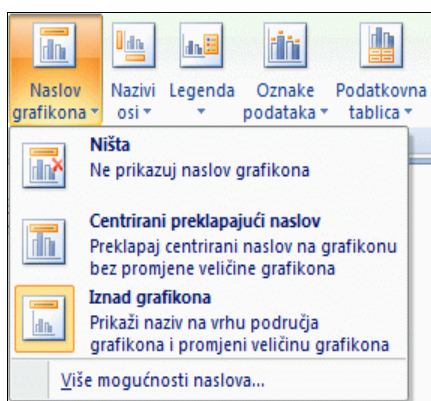 Naslov grafikona
Nazivi osi
Legenda
Oznake podataka
Podatkovna tablica
Ništa
Ne prikazuj naslov grafikona
Centrirani preklapajući naslov
Preklapaj centrirani naslov na grafikonu
bez promjene veličine grafikona
Iznad grafikona
Prikaži naziv na vrhu područja
grafikona i promjeni veličinu grafikona
Više mogućnosti naslova...